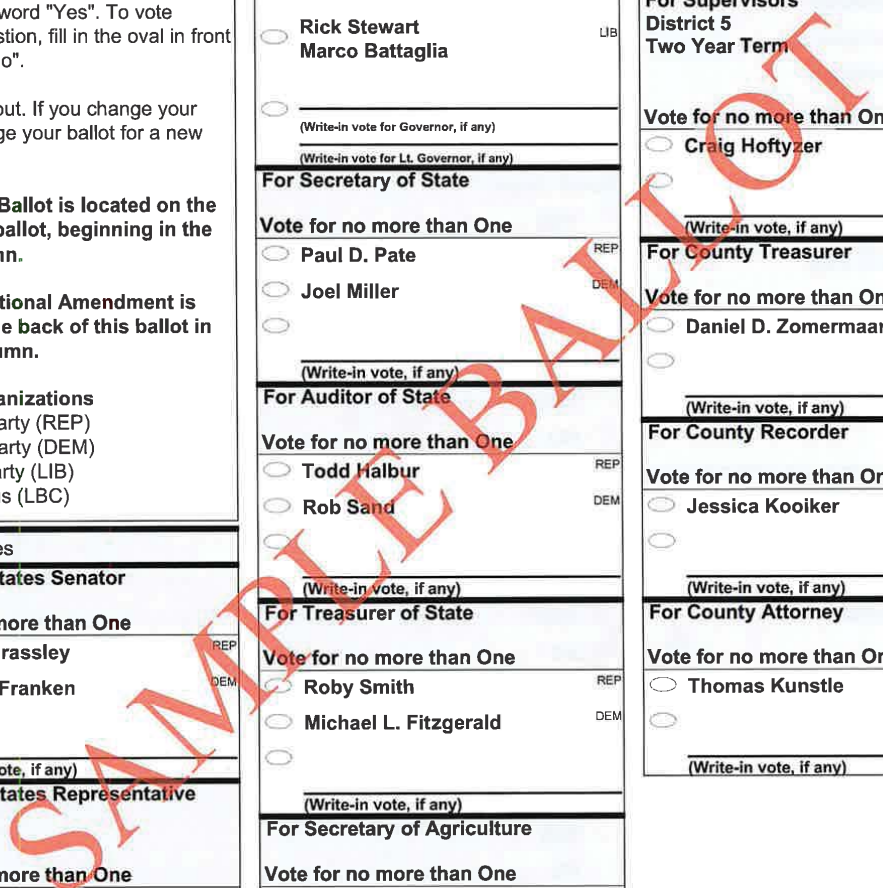 word "Yes". To vote
stion, fill in the oval in front
o".
out. If you change your
ge your ballot for a new
Ballot is located on the
ballot, beginning in the
mn.
tional Amendment is
e back of this ballot in
umn.
anizations
arty (REP)
arty (DEM)
arty (LIB)
s (LBC)
es
tates Senator
more than One
rassley REP
Franken DEM
ote, if any)
tates Representative
more than One
Rick Stewart LIB
Marco Battaglia
(Write-in vote for Governor, if any)
(Write-in vote for Lt. Governor, if any)
For Secretary of State
Vote for no more than One
Paul D. Pate REP
Joel Miller DEM
(Write-in vote, if any)
For Auditor of State
Vote for no more than One
Todd Halbur REP
Rob Sand DEM
(Write-in vote, if any)
For Treasurer of State
Vote for no more than One
Roby Smith REP
Michael L. Fitzgerald DEM
(Write-in vote, if any)
For Secretary of Agriculture
Vote for no more than One
For Supervisors
District 5
Two Year Term
Vote for no more than On
Craig Hoftyzer
(Write-in vote, if any)
For County Treasurer
Vote for no more than On
Daniel D. Zomermaan
(Write-in vote, if any)
For County Recorder
Vote for no more than On
Jessica Kooiker
(Write-in vote, if any)
For County Attorney
Vote for no more than On
Thomas Kunstle
(Write-in vote, if any)
SAMPLE BALLOT